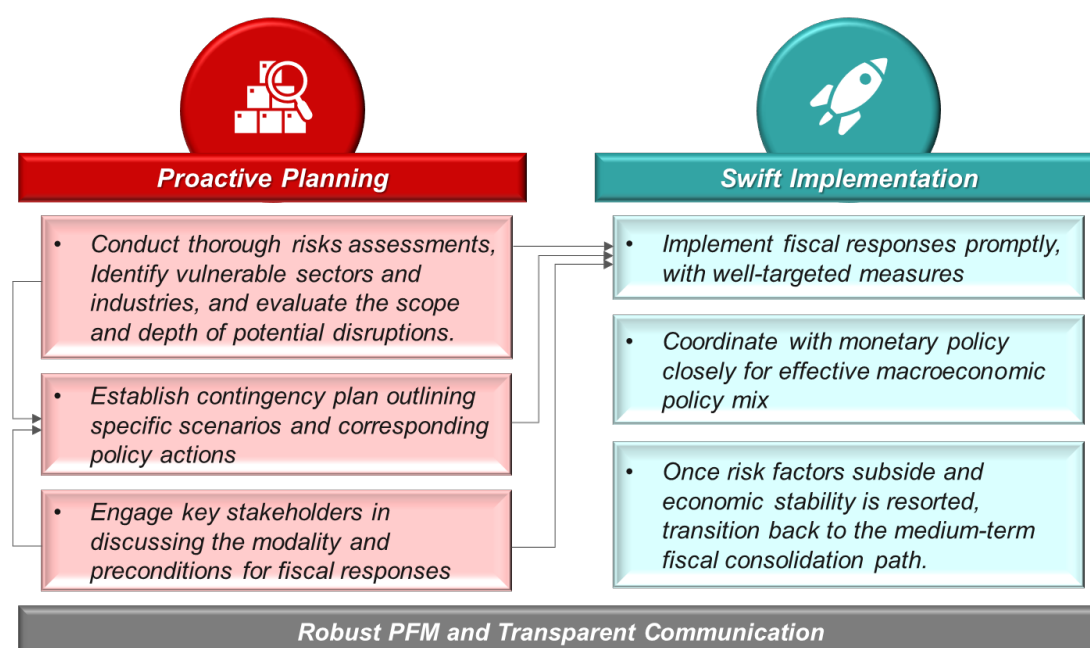 Proactive Planning
• Conduct thorough risks assessments,
Identify vulnerable sectors and
industries, and evaluate the scope
and depth of potential disruptions.
• Establish contingency plan outlining
specific scenarios and corresponding
policy actions
• Engage key stakeholders in
discussing the modality and
preconditions for fiscal responses
Swift Implementation
• Implement fiscal responses promptly,
with well-targeted measures
• Coordinate with monetary policy
closely for effective macroeconomic
policy mix
• Once risk factors subside and
economic stability is resorted,
transition back to the medium-term
fiscal consolidation path.
Robust PFM and Transparent Communication